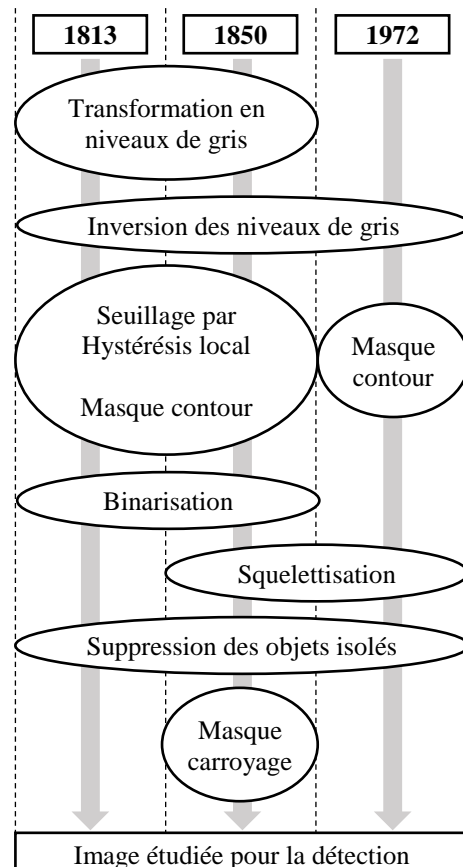 1813 1850 1972
Transformation en
niveaux de gris
Inversion des niveaux de gris
Seuillage par
Hystérésis local
Masque contour
Masque
contour
Binarisation
Squelettisation
Suppression des objets isolés
Masque
carroyage
Image étudiée pour la détection